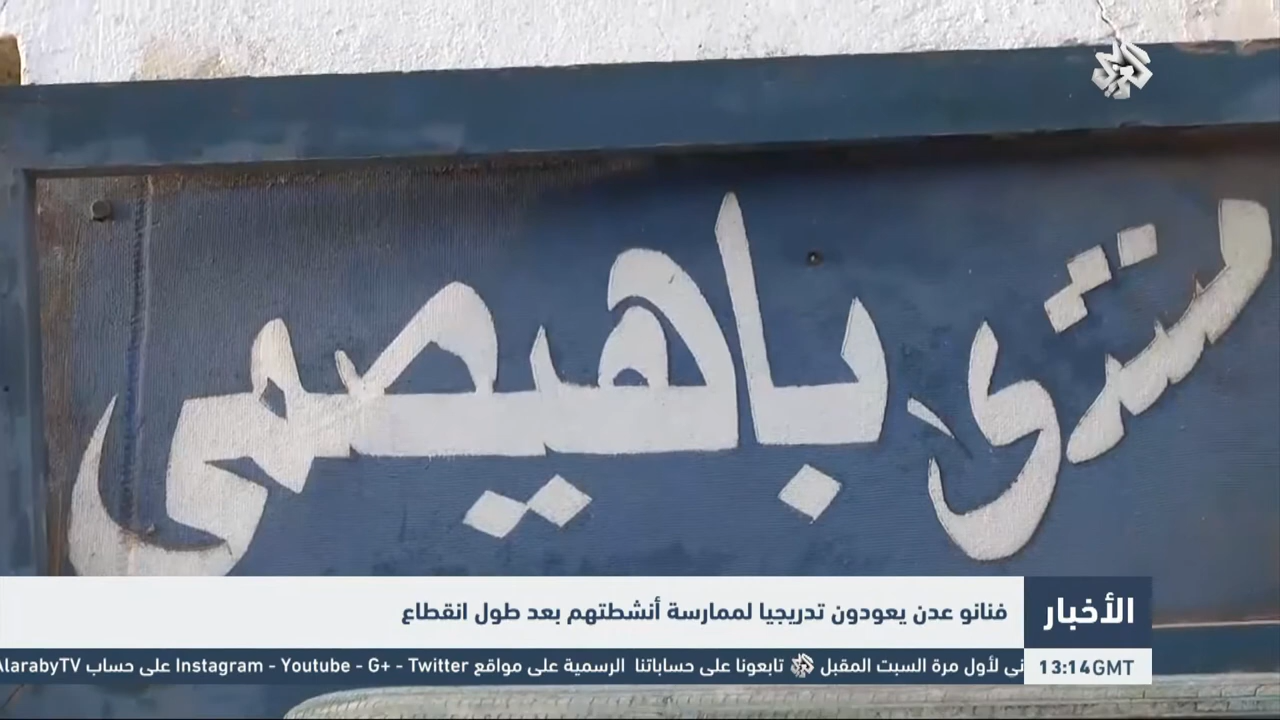 العربي
منتدى باهيصمي
الأخبار
فنانو عدن يعودون تدريجيا لممارسة أنشطتهم بعد طول انقطاع
13:14GMT
لأول مرة السبت المقبل تابعونا على حساباتنا الرسمية على مواقع Instagram - Youtube - G+ - Twitter على حساب AlarabyTV